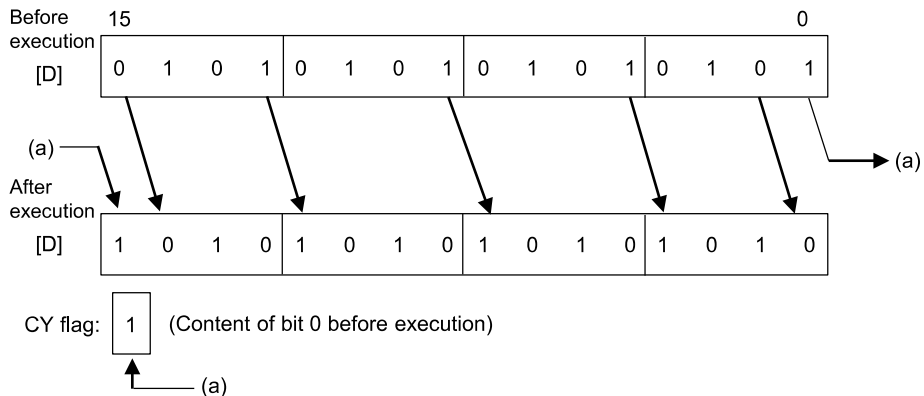 Before
execution
15 0
[D] 0 1 0 1 0 1 0 1 0 1 0 1 0 1 0 1
(a) (a)
After
execution
[D] 1 0 1 0 1 0 1 0 1 0 1 0 1 0 1 0
CY flag: 1 (Content of bit 0 before execution)
(a)